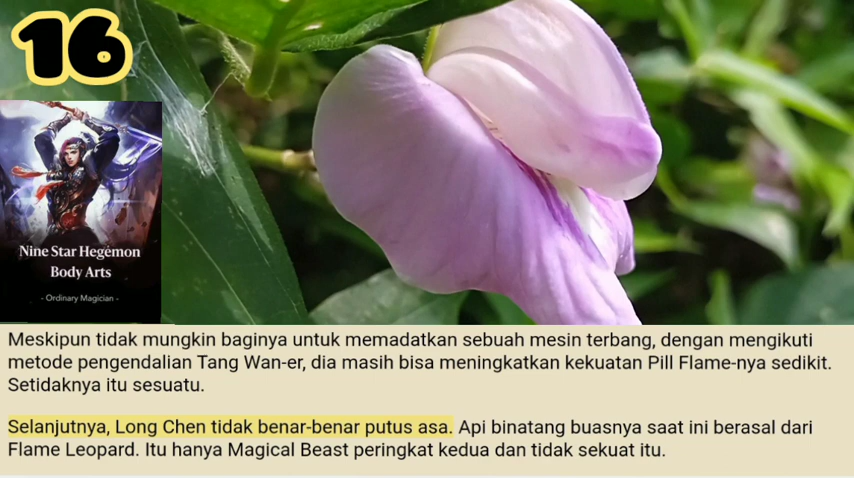 16
Nine Star Hegemon
Body Arts
- Ordinary Magician -
Meskipun tidak mungkin baginya untuk memadatkan sebuah mesin terbang, dengan mengikuti
metode pengendalian Tang Wan-er, dia masih bisa meningkatkan kekuatan Pill Flame-nya sedikit.
Setidaknya itu sesuatu.
Selanjutnya, Long Chen tidak benar-benar putus asa. Api binatang buasnya saat ini berasal dari
Flame Leopard. Itu hanya Magical Beast peringkat kedua dan tidak sekuat itu.